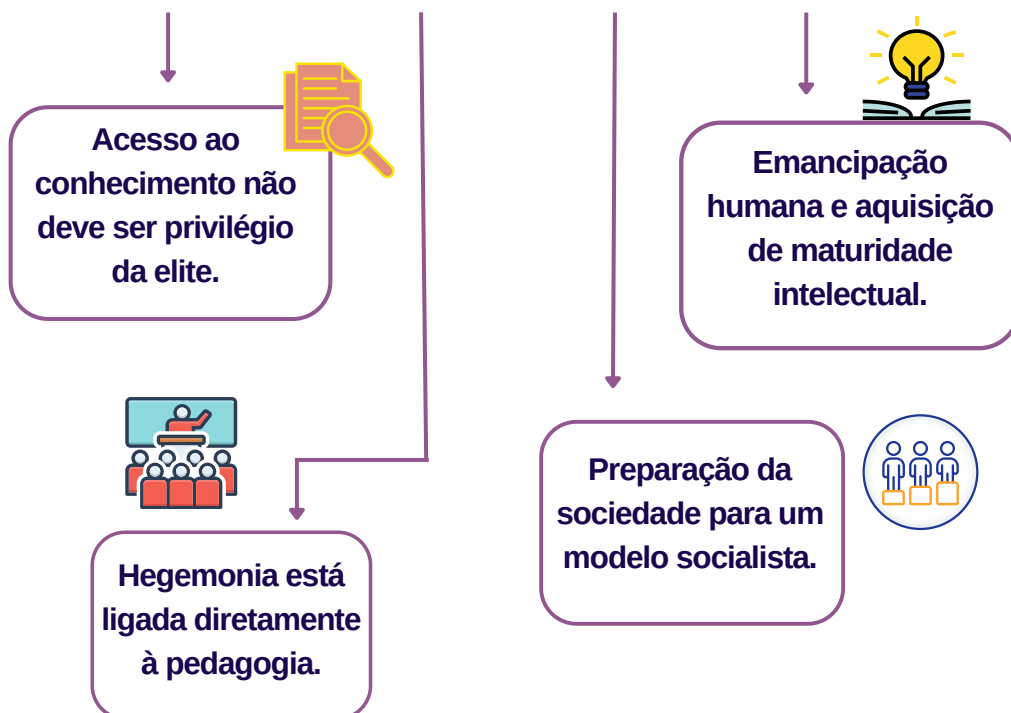 Acesso ao
conhecimento não
deve ser privilégio
da elite.
Emancipação
humana e aquisição
de maturidade
intelectual.
Hegemonia está
ligada diretamente
à pedagogia.
Preparação da
sociedade para um
modelo socialista.